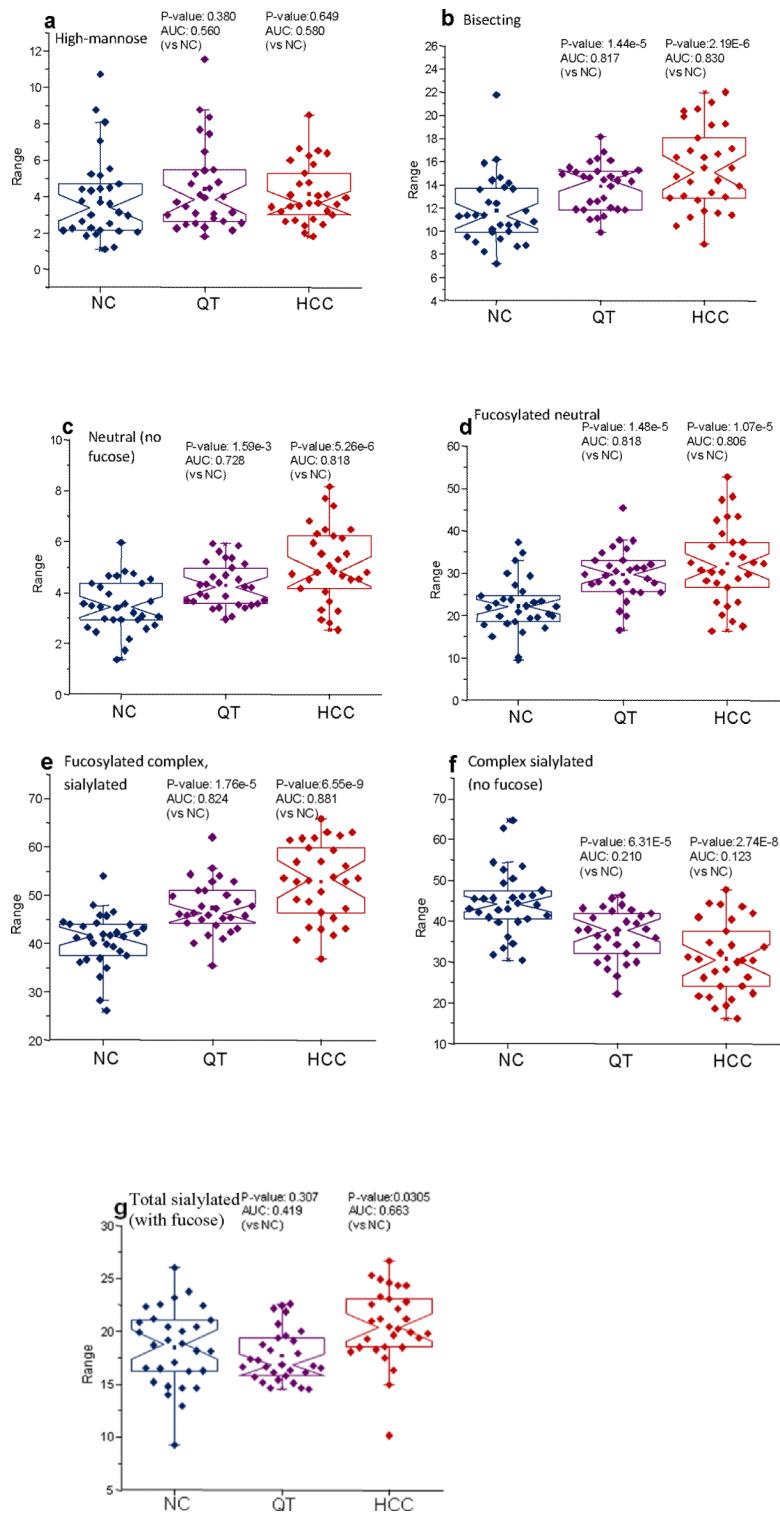 a
High-mannose
P-value: 0.380
AUC: 0.560
(vs NC)
P-value: 0.649
AUC: 0.580
(vs NC)
12
10
8
6
4
2
0
Range
NC
QT
HCC
b
Bisecting
P-value: 1.44e-5
AUC: 0.817
(vs NC)
P-value:2.19E-6
AUC: 0.830
(vs NC)
26
24
22
20
18
16
14
12
10
8
6
4
Range
NC
QT
HCC
c
Neutral (no
fucose)
P-value: 1.59e-3
AUC: 0.728
(vs NC)
P-value:5.26e-6
AUC: 0.818
(vs NC)
10
8
6
4
2
0
Range
NC
QT
HCC
d
Fucosylated neutral
P-value: 1.48e-5
AUC: 0.818
(vs NC)
P-value: 1.07e-5
AUC: 0.806
(vs NC)
60
50
40
30
20
10
0
Range
NC
QT
HCC
e
Fucosylated complex,
sialylated
P-value: 1.76e-5
AUC: 0.824
(vs NC)
P-value:6.55e-9
AUC: 0.881
(vs NC)
70
60
50
40
30
20
Range
NC
QT
HCC
f
Complex sialylated
(no fucose)
P-value: 6.31E-5
AUC: 0.210
(vs NC)
P-value:2.74E-8
AUC: 0.123
(vs NC)
70
60
50
40
30
20
10
Range
NC
QT
HCC
g
Total sialylated
(with fucose)
P-value: 0.307
AUC: 0.419
(vs NC)
P-value:0.0305
AUC: 0.663
(vs NC)
30
25
20
15
10
5
Range
NC
QT
HCC